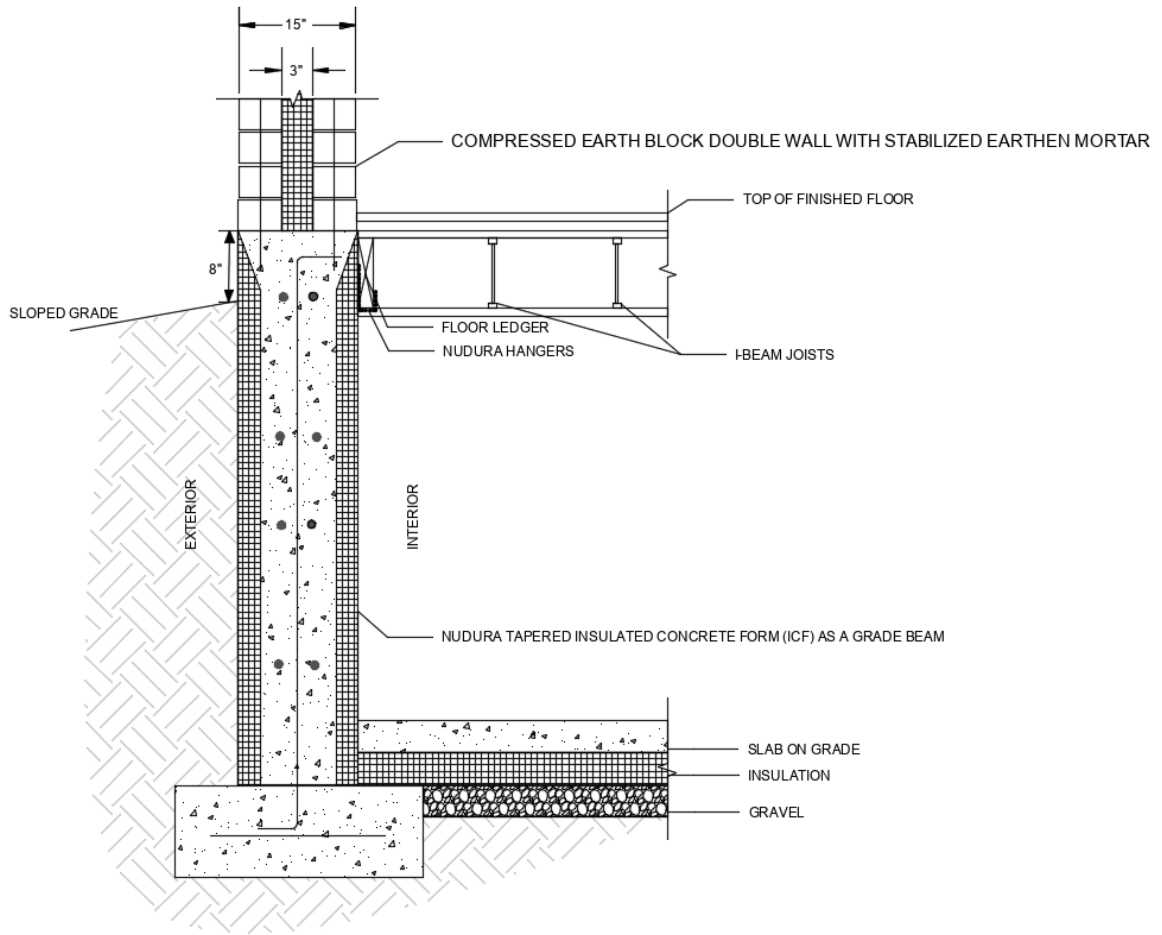 15"
3"
COMPRESSED EARTH BLOCK DOUBLE WALL WITH STABILIZED EARTHEN MORTAR
TOP OF FINISHED FLOOR
8"
SLOPED GRADE
FLOOR LEDGER
NUDURA HANGERS
I-BEAM JOISTS
EXTERIOR
INTERIOR
NUDURA TAPERED INSULATED CONCRETE FORM (ICF) AS A GRADE BEAM
SLAB ON GRADE
INSULATION
GRAVEL